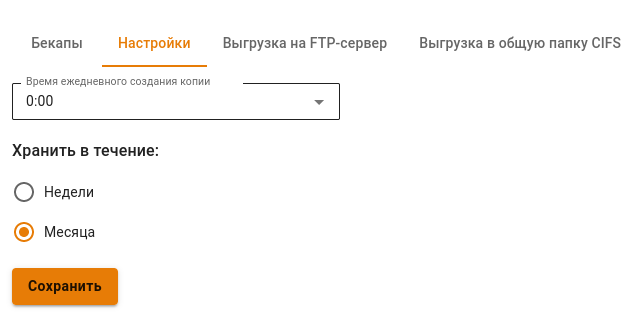 Бекапы Настройки Выгрузка на FTP-сервер Выгрузка в общую папку CIFS
Время ежедневного создания копии
0:00
Хранить в течение:
Недели
Месяца
Сохранить